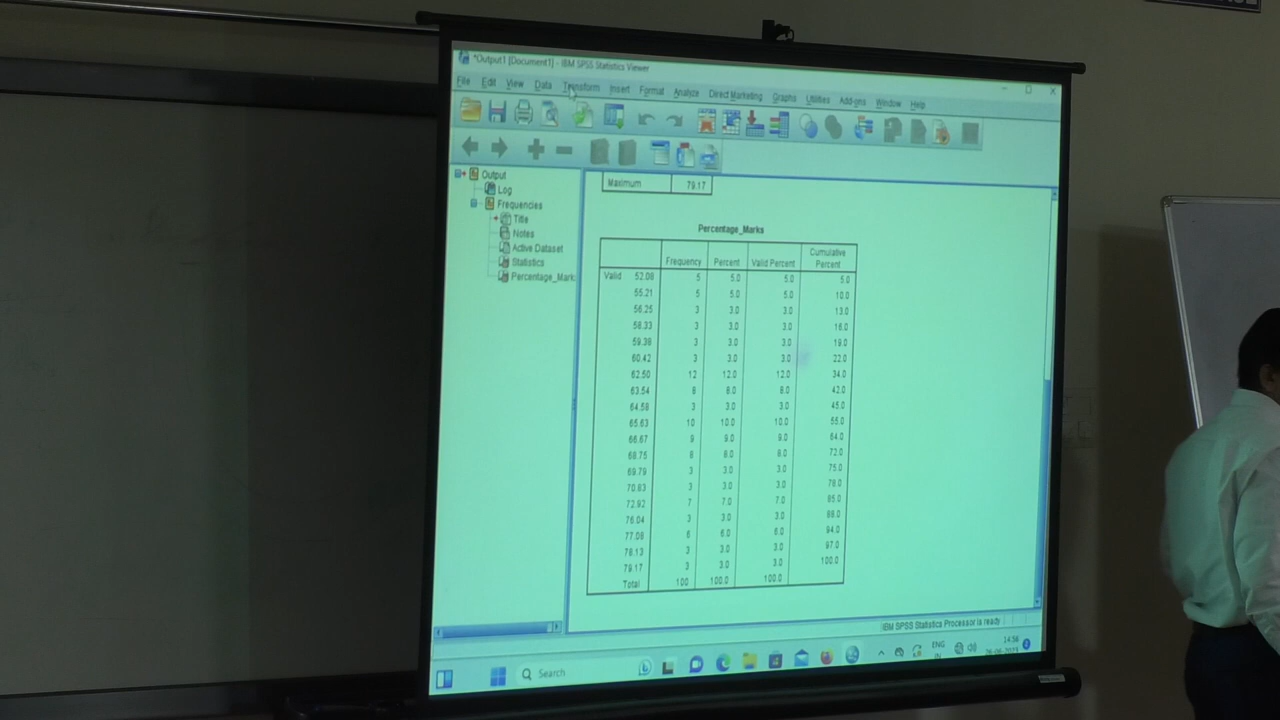 *Output1 [Document1] - IBM SPSS Statistics Viewer
File Edit View Data Transform Insert Format Analyze Direct Marketing Graphs Utilities Add-ons Window Help
Output
Log
Frequencies
Title
Notes
Active Dataset
Statistics
Percentage_Mark
Maximum 79.17
Percentage_Marks
Frequency Percent Valid Percent Cumulative Percent
Valid 52.08 5 5.0 5.0 5.0
55.21 5 5.0 5.0 10.0
56.25 3 3.0 3.0 13.0
58.33 3 3.0 3.0 16.0
59.38 3 3.0 3.0 19.0
60.42 3 3.0 3.0 22.0
62.50 12 12.0 12.0 34.0
63.54 8 8.0 8.0 42.0
64.58 3 3.0 3.0 45.0
65.63 10 10.0 10.0 55.0
66.67 9 9.0 9.0 64.0
68.75 8 8.0 8.0 72.0
69.79 3 3.0 3.0 75.0
70.83 3 3.0 3.0 78.0
72.92 7 7.0 7.0 85.0
76.04 3 3.0 3.0 88.0
77.08 6 6.0 6.0 94.0
78.13 3 3.0 3.0 97.0
79.17 3 3.0 3.0 100.0
Total 100 100.0 100.0
IBM SPSS Statistics Processor is ready
Search
ENG
IN
14:56
26-06-2023